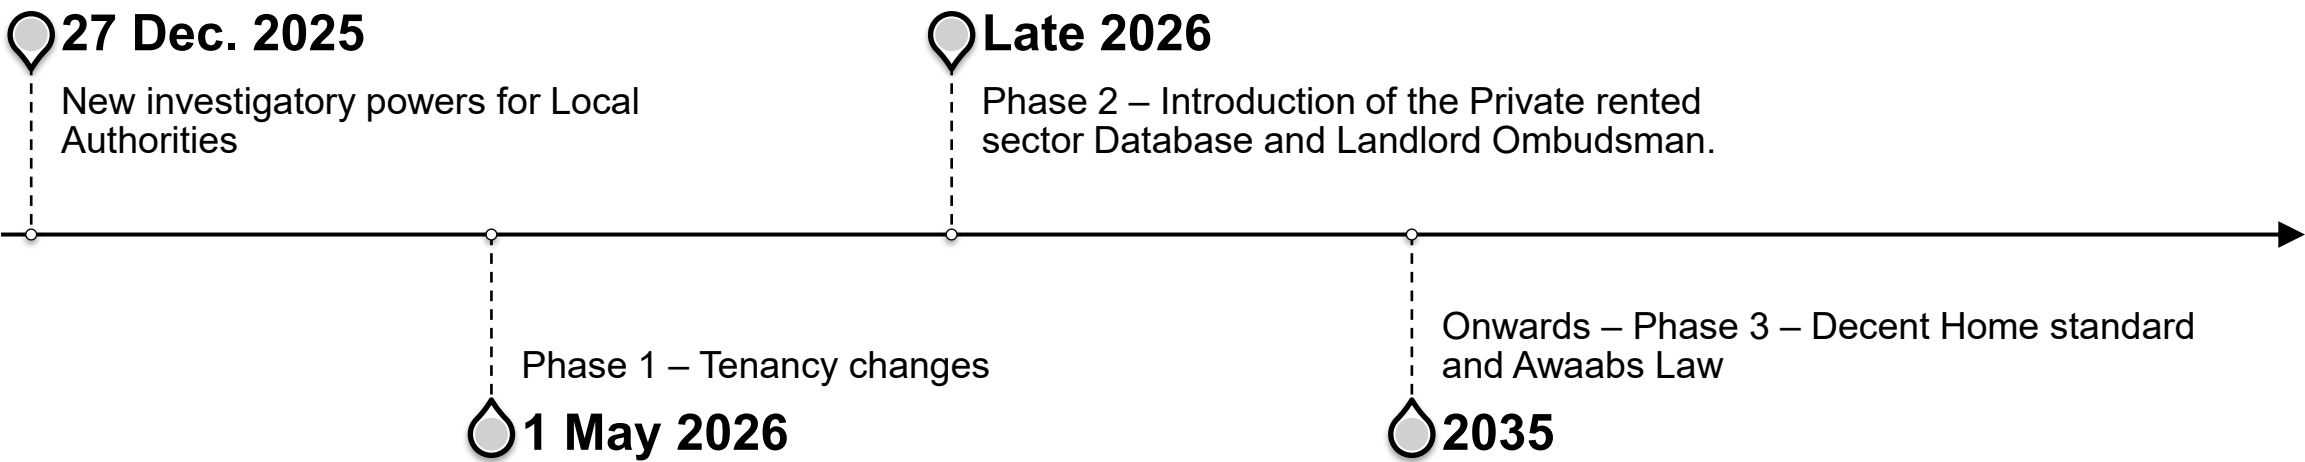 27 Dec. 2025
New investigatory powers for Local
Authorities
Phase 1 – Tenancy changes
1 May 2026
Late 2026
Phase 2 – Introduction of the Private rented
sector Database and Landlord Ombudsman.
Onwards – Phase 3 – Decent Home standard
and Awaabs Law
2035